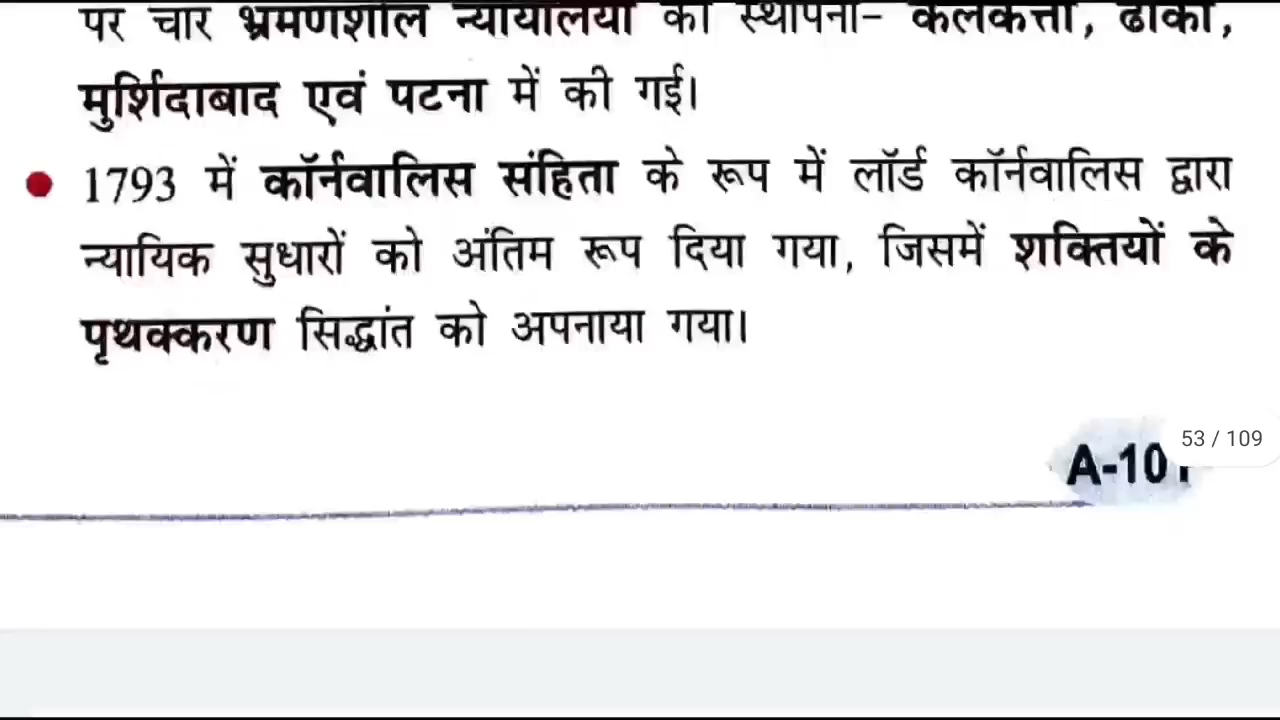 पर चार भ्रमणशील न्यायालयों की स्थापना– कलकत्ता, ढाका,
मुर्शिदाबाद एवं पटना में की गई।
● 1793 में कॉर्नवालिस संहिता के रूप में लॉर्ड कॉर्नवालिस द्वारा
न्यायिक सुधारों को अंतिम रूप दिया गया, जिसमें शक्तियों के
पृथक्करण सिद्धांत को अपनाया गया।
53 / 109
A-101